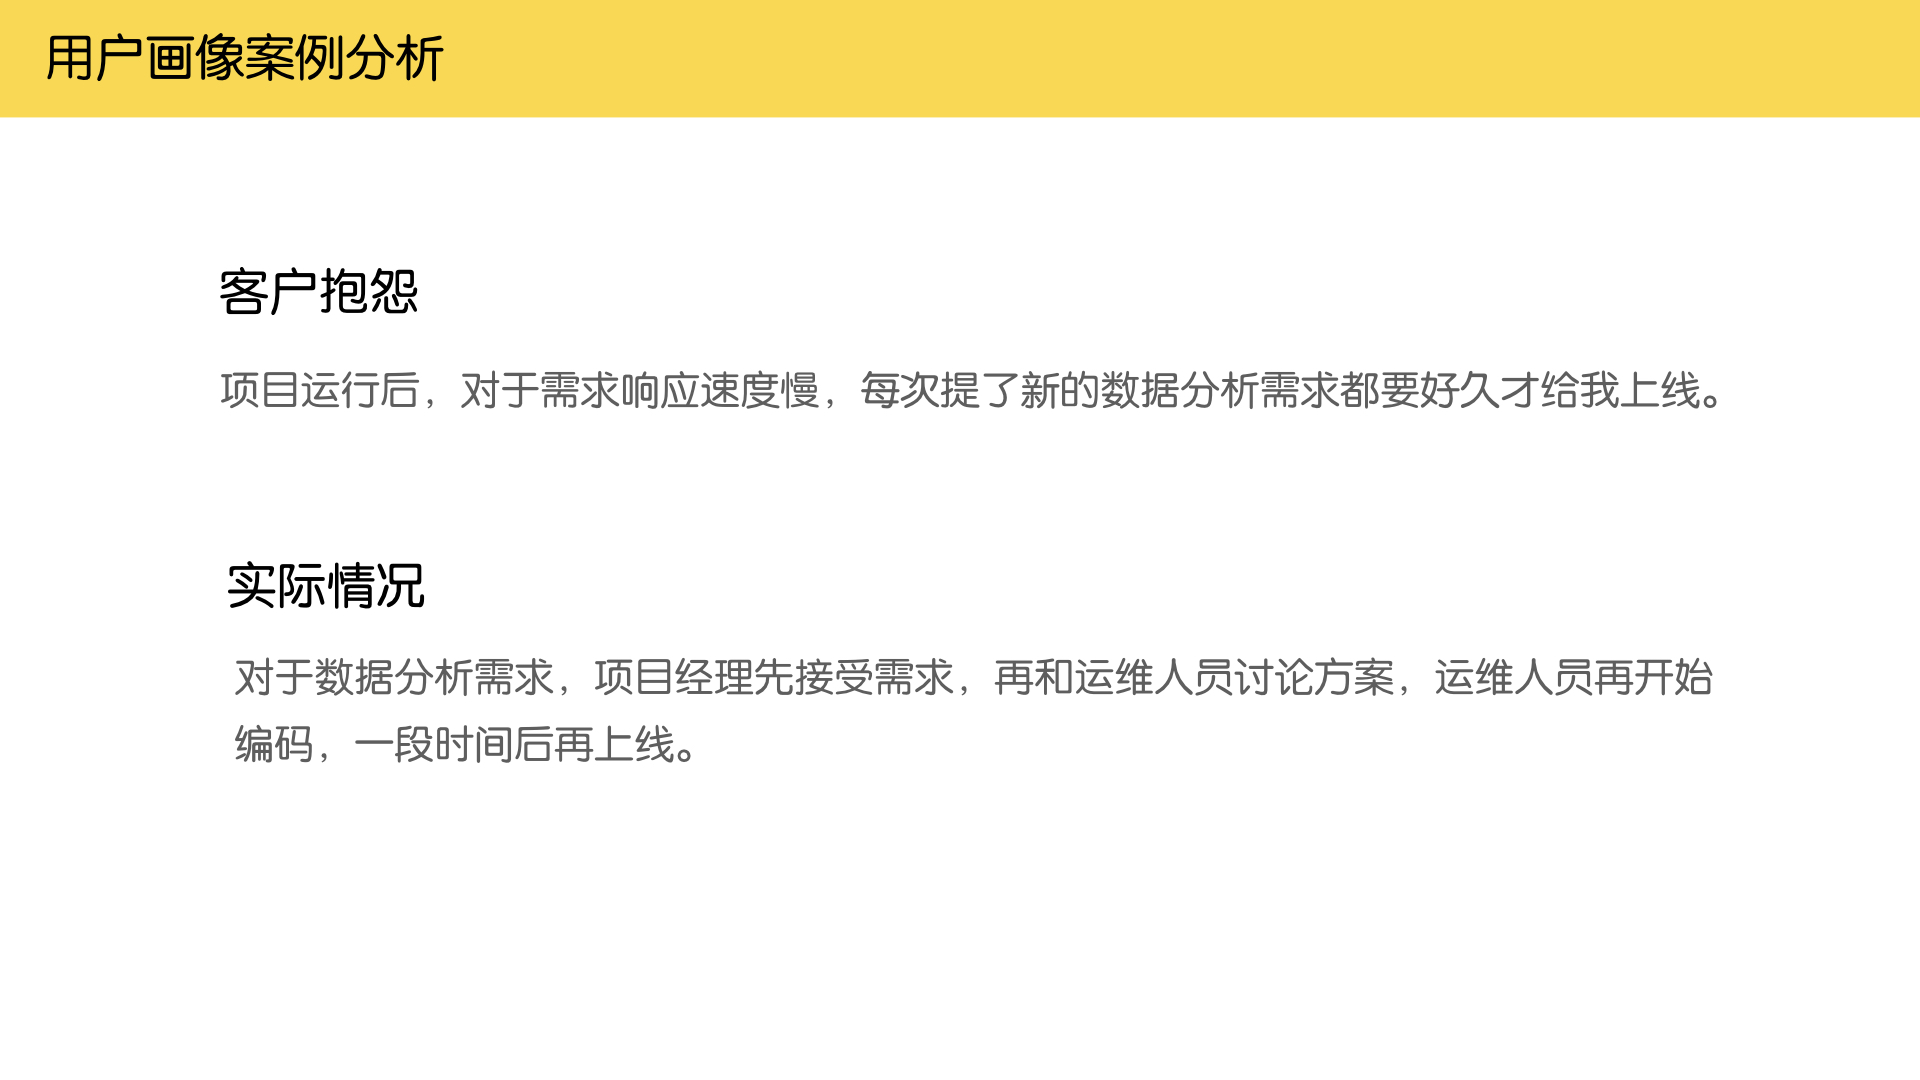 用户画像案例分析
客户抱怨
项目运行后，对于需求响应速度慢，每次提了新的数据分析需求都要好久才给我上线。
实际情况
对于数据分析需求，项目经理先接受需求，再和运维人员讨论方案，运维人员再开始
编码，一段时间后再上线。